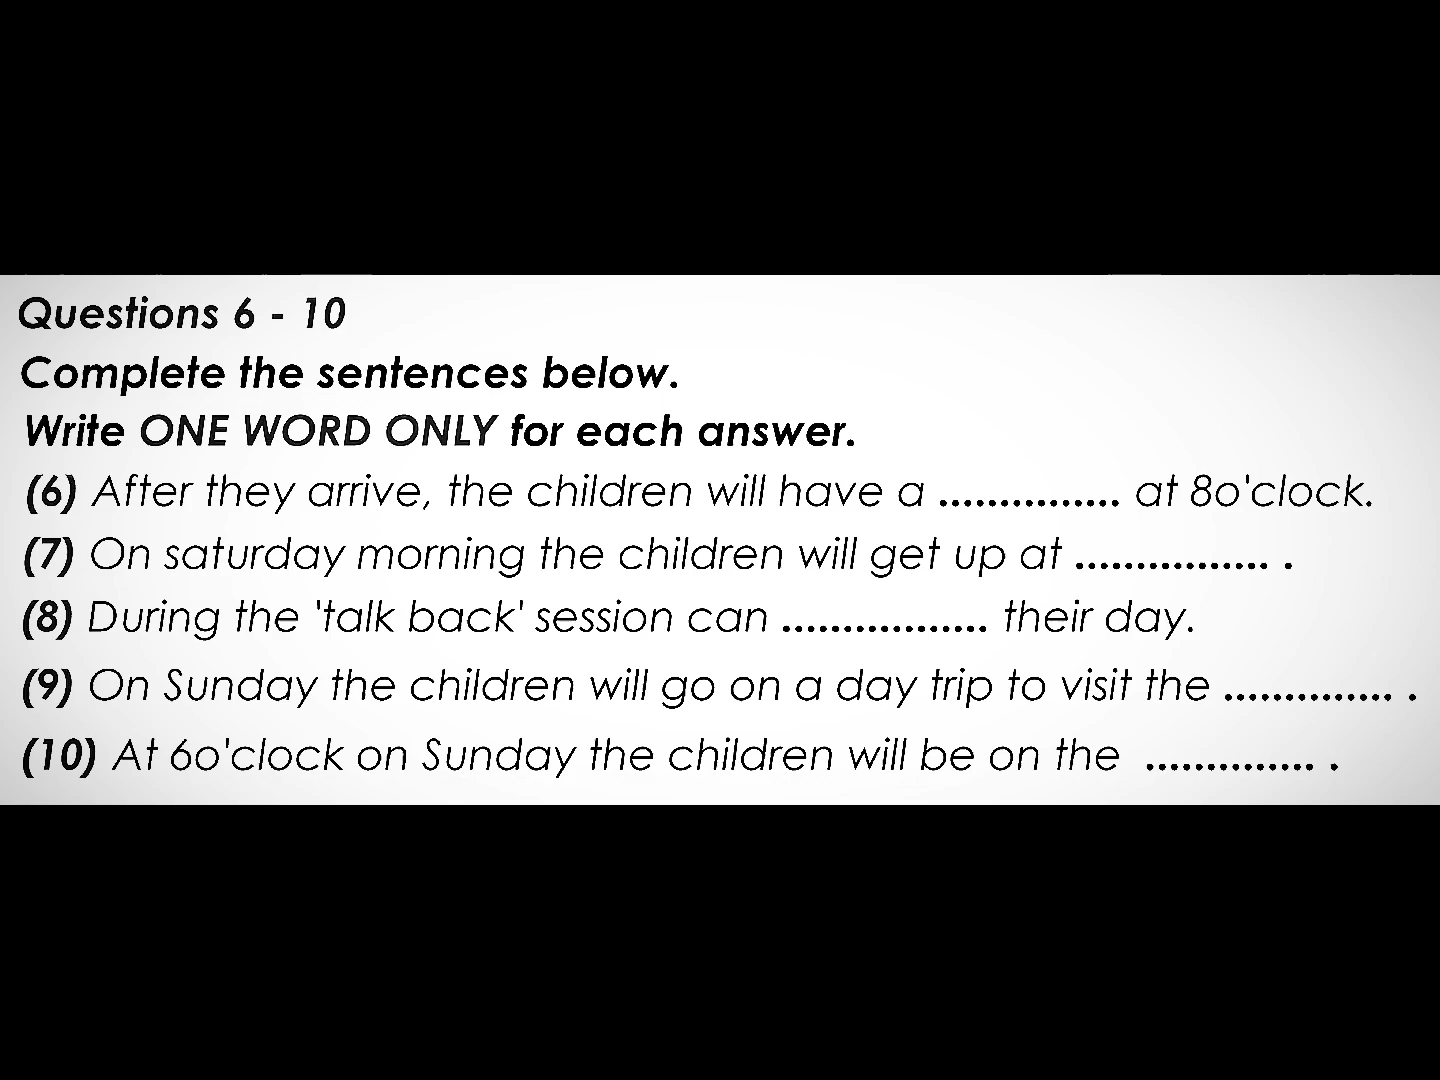 Questions 6 - 10
Complete the sentences below.
Write ONE WORD ONLY for each answer.
(6) After they arrive, the children will have a ............... at 8o'clock.
(7) On saturday morning the children will get up at ................ .
(8) During the 'talk back' session can ................. their day.
(9) On Sunday the children will go on a day trip to visit the .............. .
(10) At 6o'clock on Sunday the children will be on the .............. .